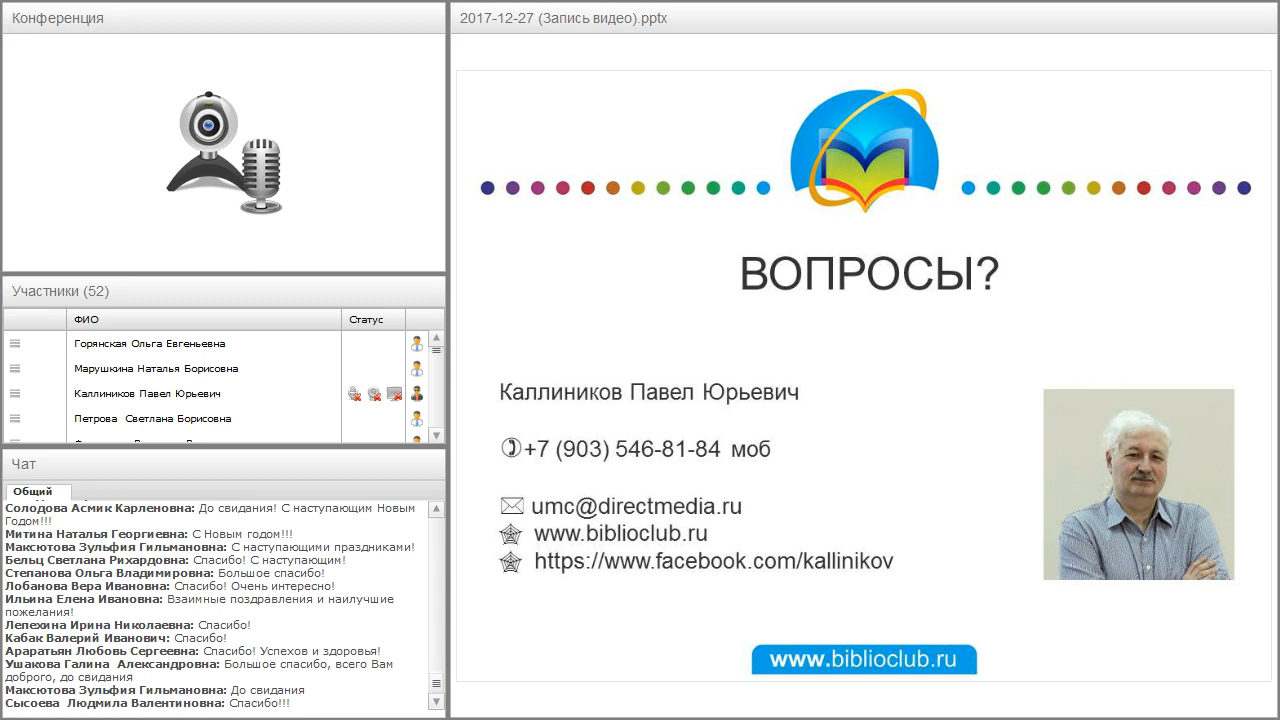 Конференция
2017-12-27 (Запись видео).pptx
ВОПРОСЫ?
Каллиников Павел Юрьевич
+7 (903) 546-81-84 моб
umc@directmedia.ru
www.biblioclub.ru
https://www.facebook.com/kallinikov
www.biblioclub.ru
Участники (52)
ФИО Статус
Горянская Ольга Евгеньевна
Марушкина Наталья Борисовна
Каллиников Павел Юрьевич
Петрова Светлана Борисовна
Чат
Общий
Солодова Асмик Карленовна: До свидания! С наступающим Новым
Годом!!!
Митина Наталья Георгиевна: С Новым годом!!!
Максютова Зульфия Гильмановна: С наступающими праздниками!
Бельц Светлана Рихардовна: Спасибо! С наступающим!
Степанова Ольга Владимировна: Большое спасибо!
Лобанова Вера Ивановна: Спасибо! Очень интересно!
Ильина Елена Ивановна: Взаимные поздравления и наилучшие
пожелания!
Лепехина Ирина Николаевна: Спасибо!
Кабак Валерий Иванович: Спасибо!
Араратьян Любовь Сергеевна: Спасибо! Успехов и здоровья!
Ушакова Галина Александровна: Большое спасибо, всего Вам
доброго, до свидания
Максютова Зульфия Гильмановна: До свидания
Сысоева Людмила Валентиновна: Спасибо!!!